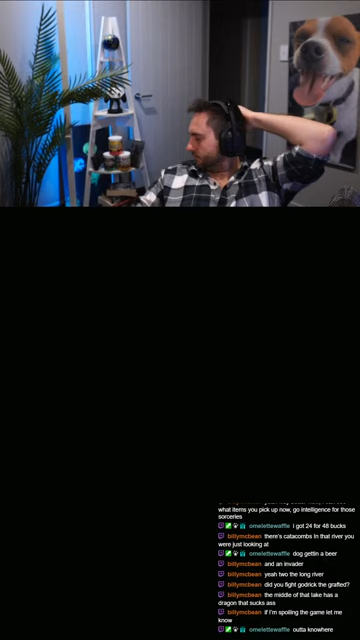 what items you pick up now, go intelligence for those
sorceries
omelettewaffle i got 24 for 48 bucks
billymcbean there's catacombs In that river you
were just looking at
omelettewaffle dog gettin a beer
billymcbean and an invader
billymcbean yeah two the long river
billymcbean did you fight godrick the grafted?
billymcbean the middle of that lake has a
dragon that sucks ass
billymcbean if I'm spoiling the game let me
know
omelettewaffle outta knowhere